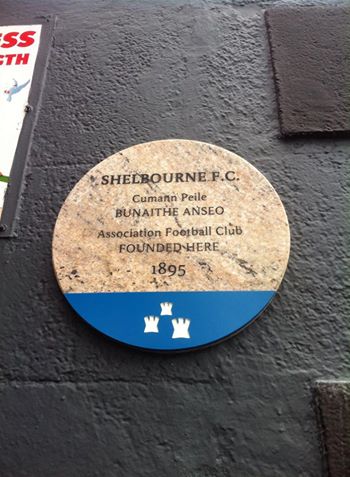 SHELBOURNE F.C.
Cumann Peile
BUNAITHE ANSEO
Association Football Club
FOUNDED HERE
1895